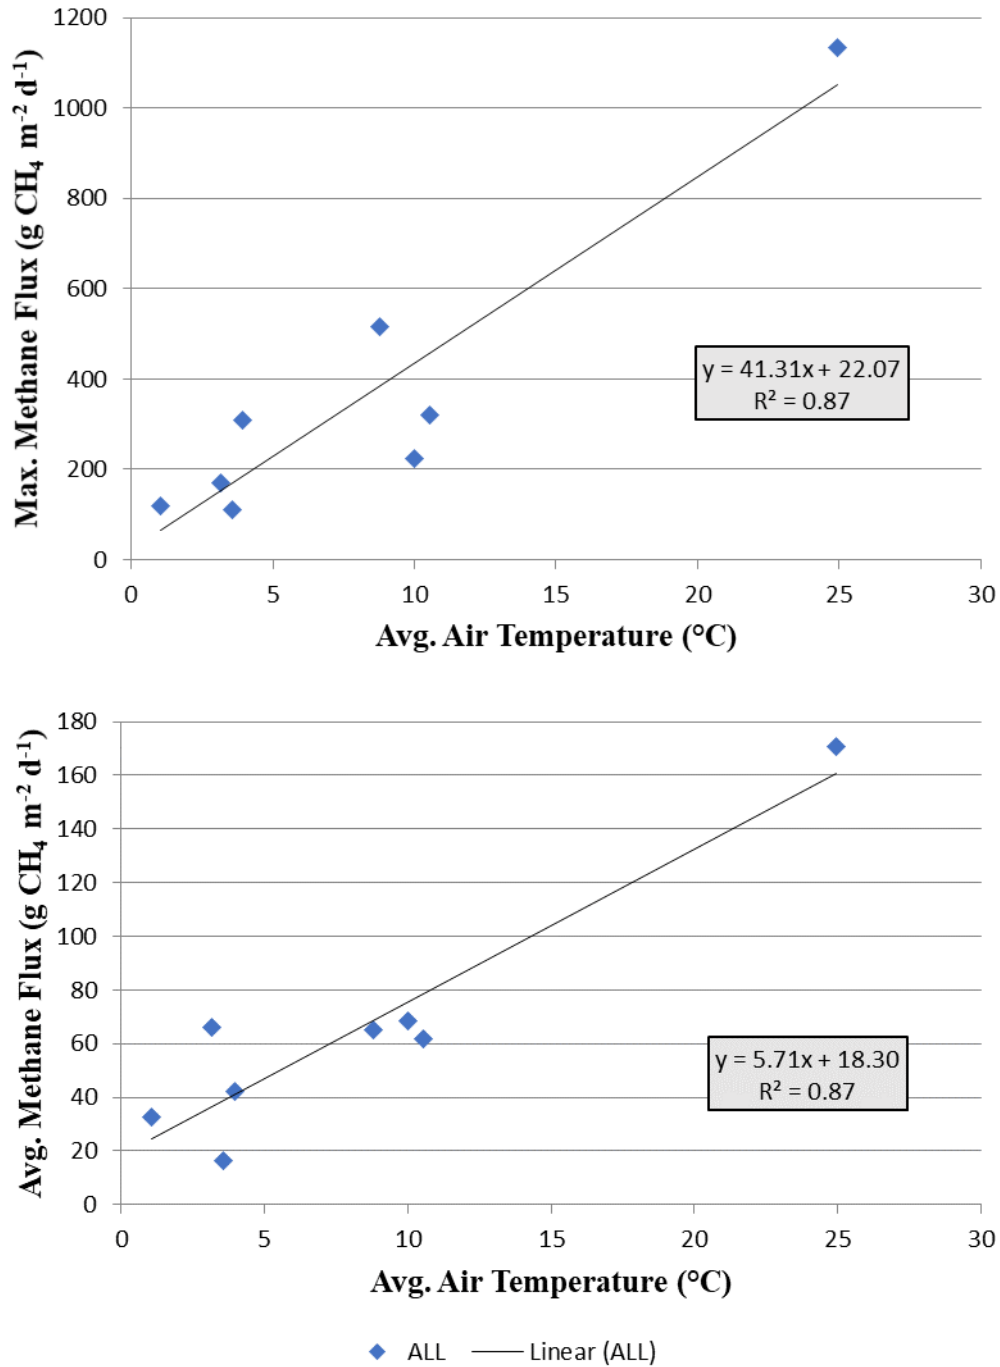 Max. Methane Flux (g CH₄ m⁻² d⁻¹)
1200
1000
800
600
400
200
0
y = 41.31x + 22.07
R² = 0.87
0 5 10 15 20 25 30
Avg. Air Temperature (°C)
Avg. Methane Flux (g CH₄ m⁻² d⁻¹)
180
160
140
120
100
80
60
40
20
0
y = 5.71x + 18.30
R² = 0.87
0 5 10 15 20 25 30
Avg. Air Temperature (°C)
ALL Linear (ALL)